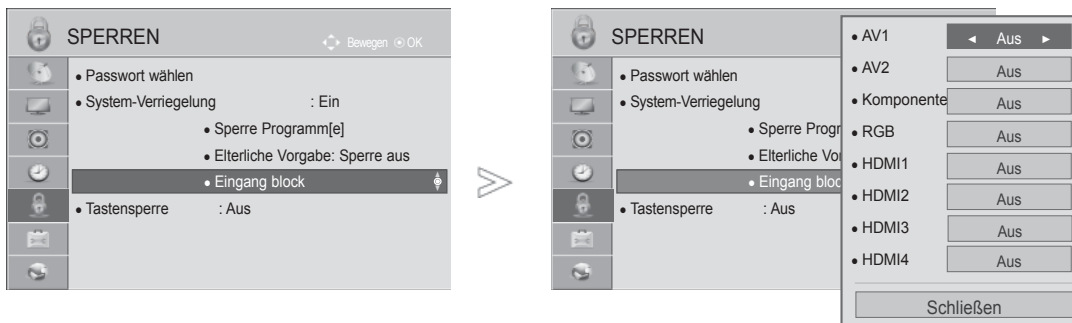 SPERREN
Bewegen OK
• Passwort wählen
• System-Verriegelung : Ein
• Sperre Programm[e]
• Elterliche Vorgabe: Sperre aus
• Eingang block
• Tastensperre : Aus
SPERREN
• Passwort wählen
• System-Verriegelung
• Sperre Progr
• Elterliche Vor
• Eingang bloc
• Tastensperre : Aus
• AV1 ◄ Aus ►
• AV2 Aus
• Komponente Aus
• RGB Aus
• HDMI1 Aus
• HDMI2 Aus
• HDMI3 Aus
• HDMI4 Aus
Schließen